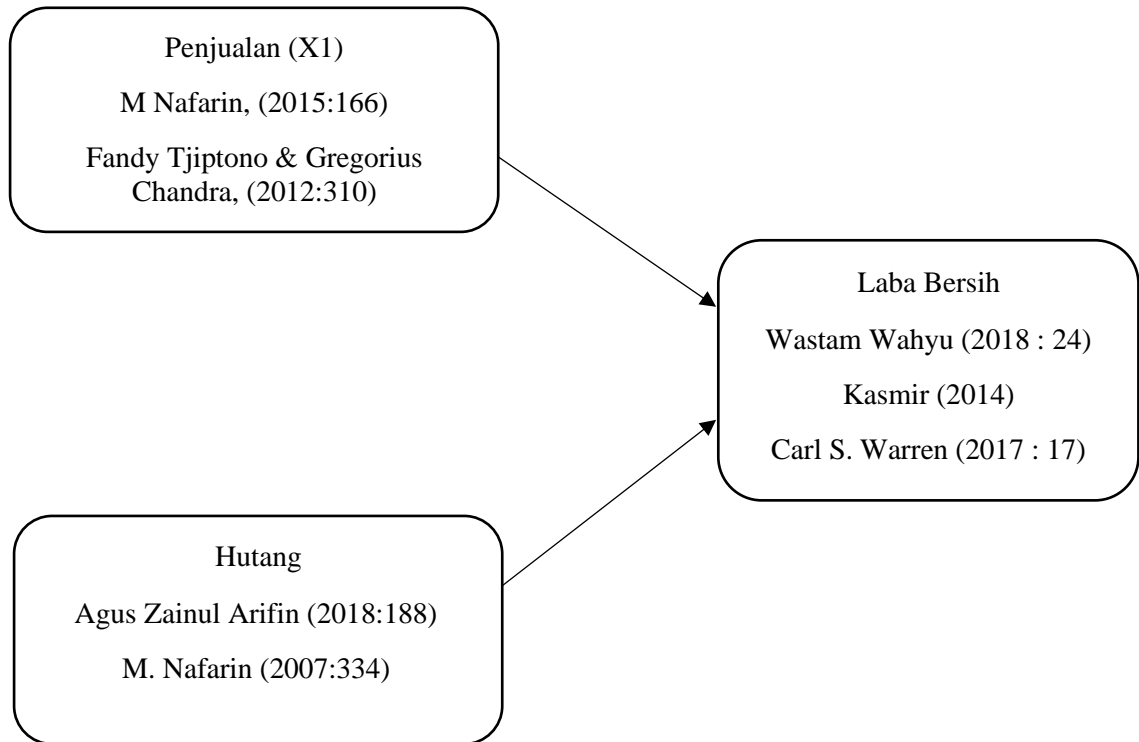 Penjualan (X1)
M Nafarin, (2015:166)
Fandy Tjiptono & Gregorius
Chandra, (2012:310)
Laba Bersih
Wastam Wahyu (2018 : 24)
Kasmir (2014)
Carl S. Warren (2017 : 17)
Hutang
Agus Zainul Arifin (2018:188)
M. Nafarin (2007:334)